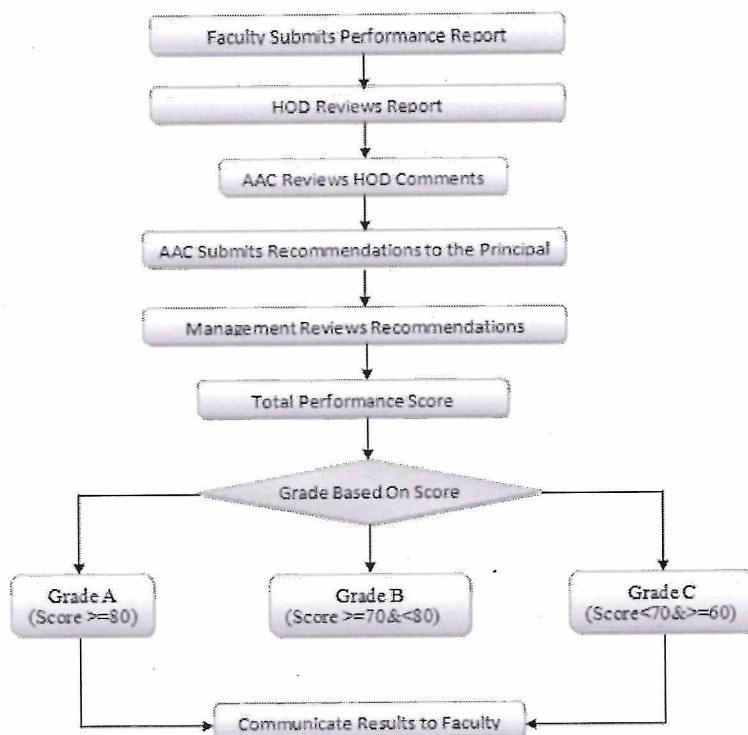 Faculty Submits Performance Report
HOD Reviews Report
AAC Reviews HOD Comments
AAC Submits Recommendations to the Principal
Management Reviews Recommendations
Total Performance Score
Grade Based On Score
Grade A
(Score >=80)
Grade B
(Score >=70&<80)
Grade C
(Score<70&>=60)
Communicate Results to Faculty